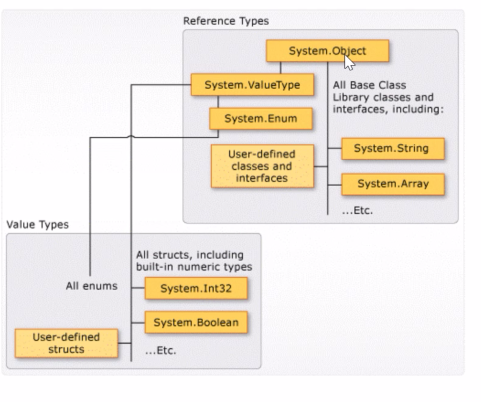 Reference Types
System.Object
System.ValueType
All Base Class
Library classes and
interfaces, including:
System.Enum
User-defined
classes and
interfaces
System.String
System.Array
...Etc.
Value Types
All structs, including
built-in numeric types
All enums
System.Int32
System.Boolean
User-defined
structs
...Etc.